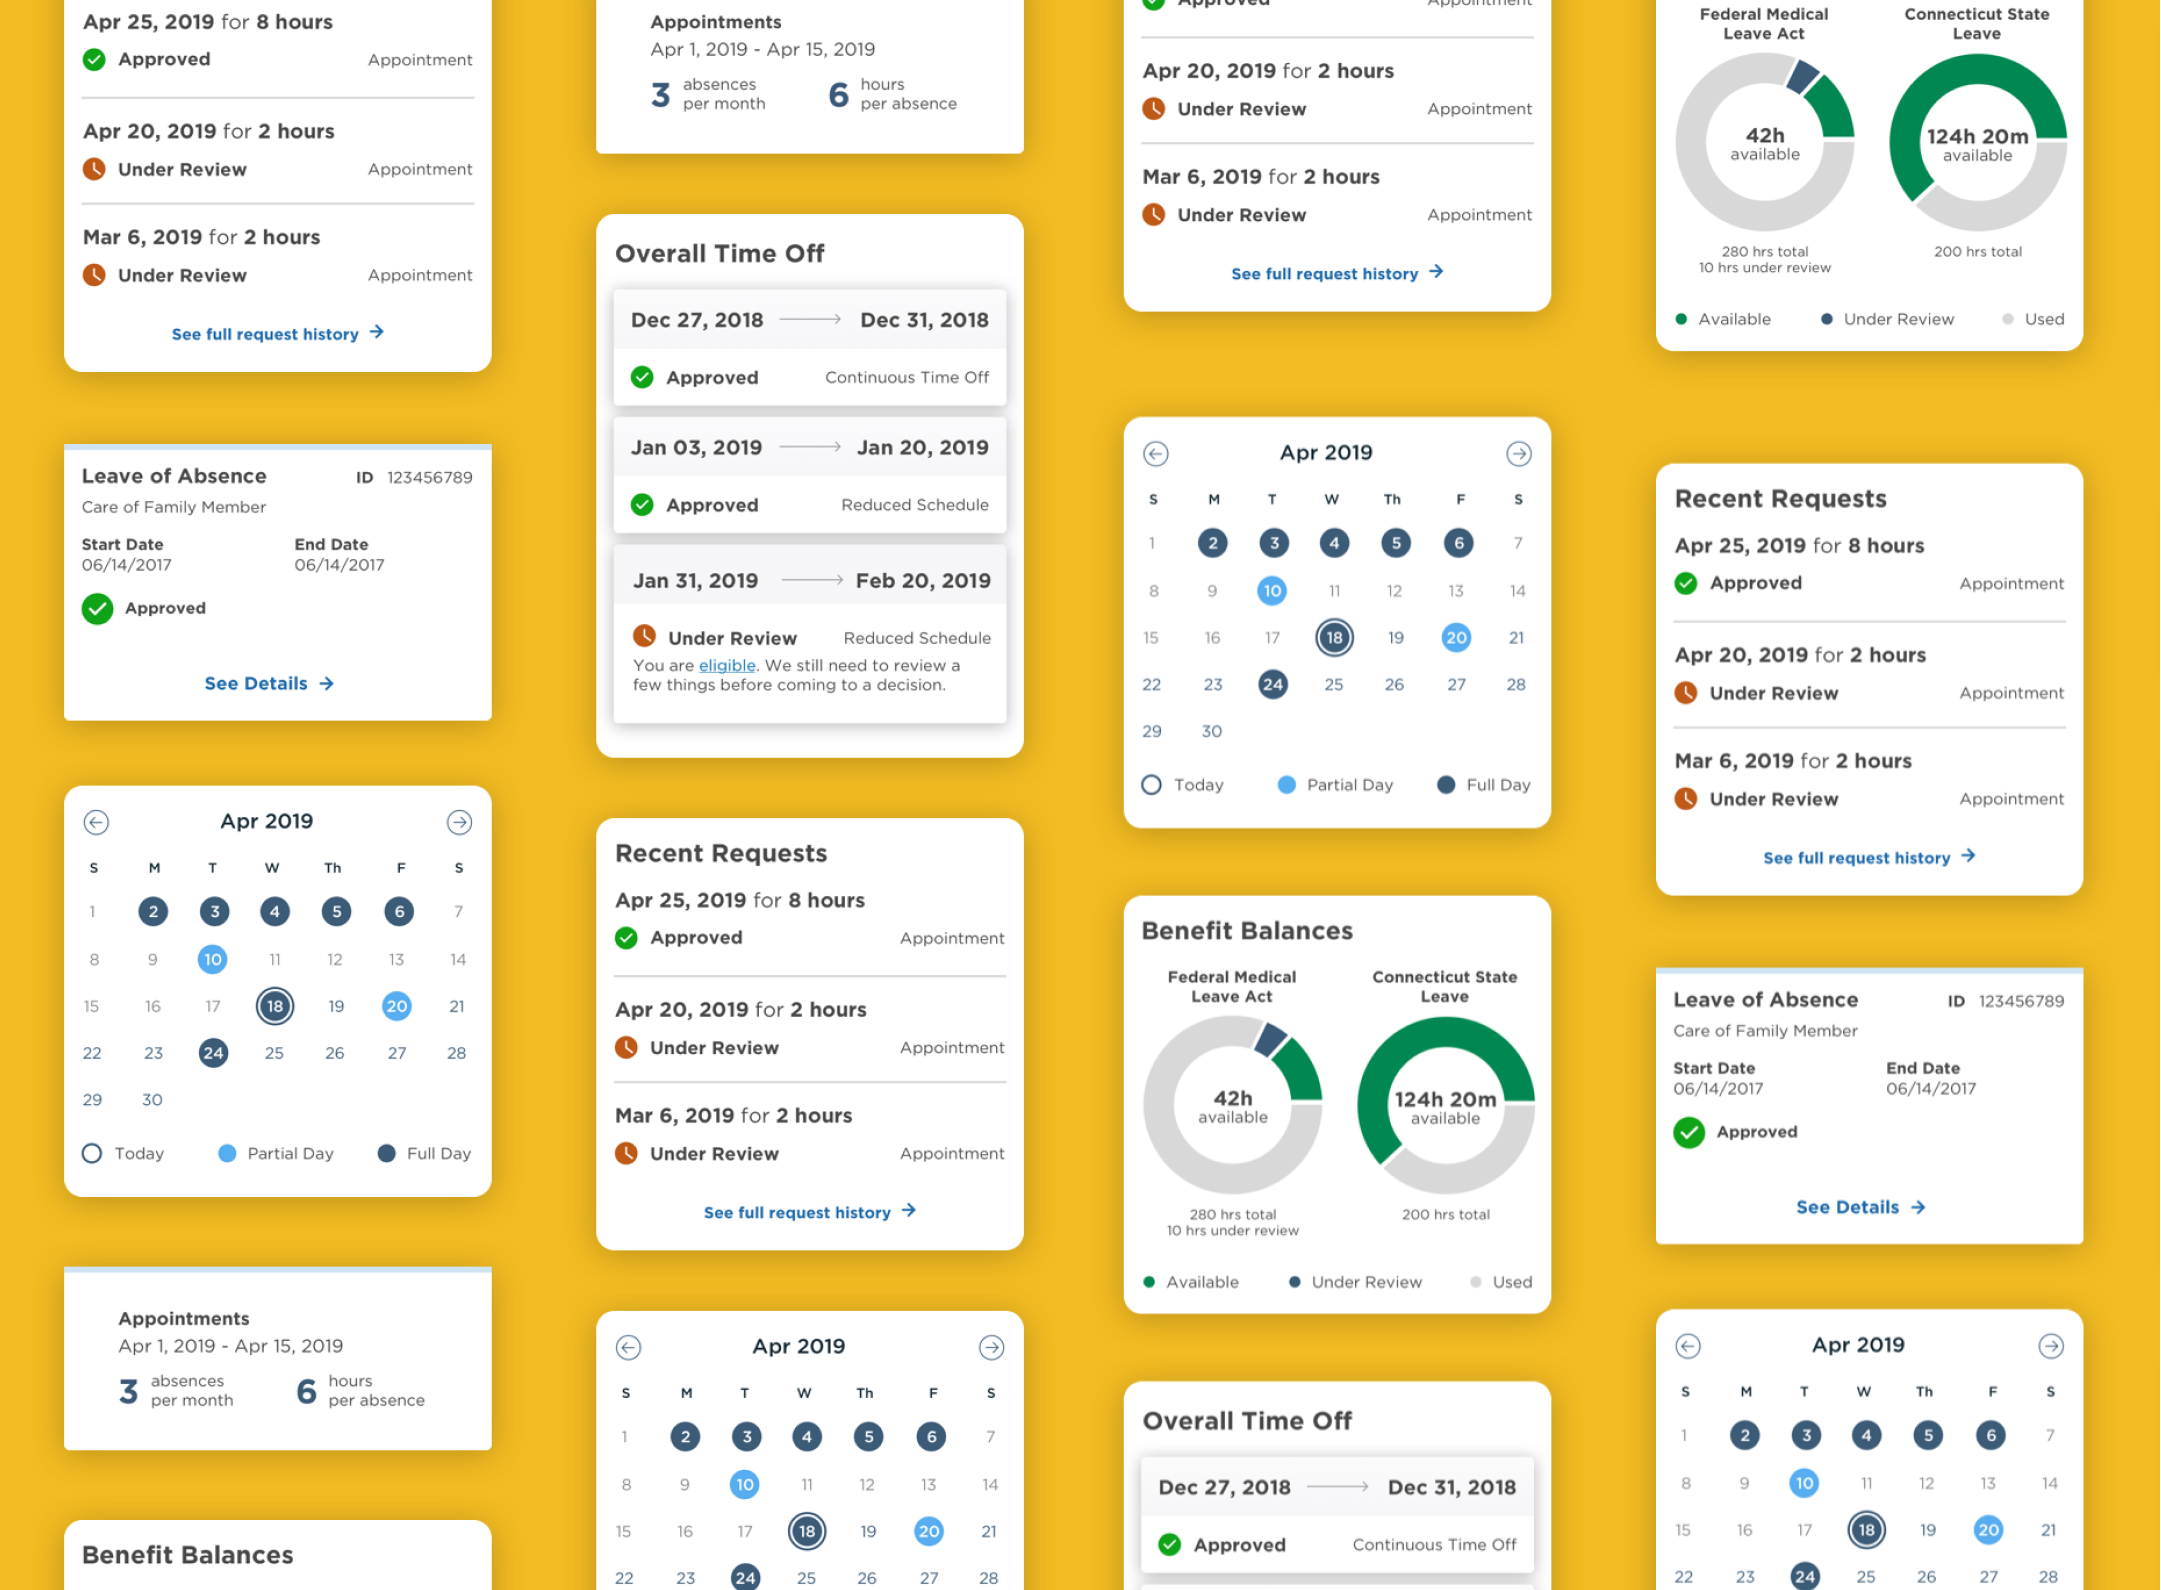 Apr 25, 2019 for 8 hours
Approved Appointment
Apr 20, 2019 for 2 hours
Under Review Appointment
Mar 6, 2019 for 2 hours
Under Review Appointment
See full request history
Leave of Absence ID 123456789
Care of Family Member
Start Date End Date
06/14/2017 06/14/2017
Approved
See Details
Apr 2019
S M T W Th F S
1 2 3 4 5 6 7
8 9 10 11 12 13 14
15 16 17 18 19 20 21
22 23 24 25 26 27 28
29 30
Today Partial Day Full Day
Appointments
Apr 1, 2019 - Apr 15, 2019
3 absences per month 6 hours per absence
Benefit Balances
Appointments
Apr 1, 2019 - Apr 15, 2019
3 absences per month 6 hours per absence
Overall Time Off
Dec 27, 2018 Dec 31, 2018
Approved Continuous Time Off
Jan 03, 2019 Jan 20, 2019
Approved Reduced Schedule
Jan 31, 2019 Feb 20, 2019
Under Review Reduced Schedule
You are eligible. We still need to review a
few things before coming to a decision.
Recent Requests
Apr 25, 2019 for 8 hours
Approved Appointment
Apr 20, 2019 for 2 hours
Under Review Appointment
Mar 6, 2019 for 2 hours
Under Review Appointment
See full request history
Apr 2019
S M T W Th F S
1 2 3 4 5 6 7
8 9 10 11 12 13 14
15 16 17 18 19 20 21
22 23 24 25 26 27 28
Approved Appointment
Apr 20, 2019 for 2 hours
Under Review Appointment
Mar 6, 2019 for 2 hours
Under Review Appointment
See full request history
Apr 2019
S M T W Th F S
1 2 3 4 5 6 7
8 9 10 11 12 13 14
15 16 17 18 19 20 21
22 23 24 25 26 27 28
29 30
Today Partial Day Full Day
Benefit Balances
Federal Medical Connecticut State
Leave Act Leave
42h 124h 20m
available available
280 hrs total 200 hrs total
10 hrs under review
Available Under Review Used
Overall Time Off
Dec 27, 2018 Dec 31, 2018
Approved Continuous Time Off
Federal Medical Connecticut State
Leave Act Leave
42h 124h 20m
available available
280 hrs total 200 hrs total
10 hrs under review
Available Under Review Used
Recent Requests
Apr 25, 2019 for 8 hours
Approved Appointment
Apr 20, 2019 for 2 hours
Under Review Appointment
Mar 6, 2019 for 2 hours
Under Review Appointment
See full request history
Leave of Absence ID 123456789
Care of Family Member
Start Date End Date
06/14/2017 06/14/2017
Approved
See Details
Apr 2019
S M T W Th F S
1 2 3 4 5 6 7
8 9 10 11 12 13 14
15 16 17 18 19 20 21
22 23 24 25 26 27 28